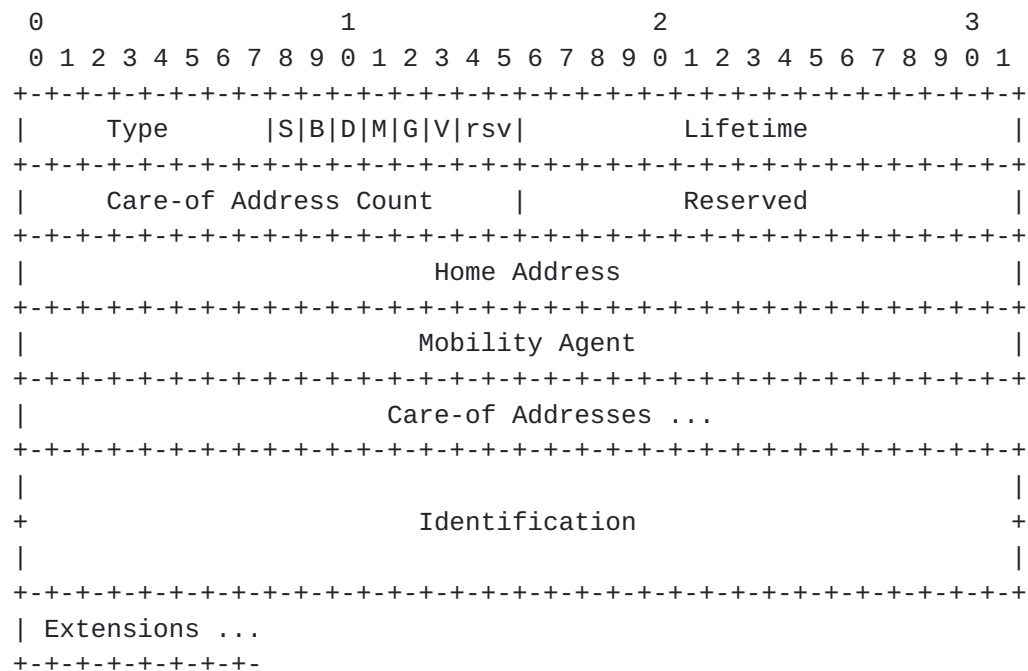 0                   1                   2                   3
 0 1 2 3 4 5 6 7 8 9 0 1 2 3 4 5 6 7 8 9 0 1 2 3 4 5 6 7 8 9 0 1
+-+-+-+-+-+-+-+-+-+-+-+-+-+-+-+-+-+-+-+-+-+-+-+-+-+-+-+-+-+-+-+-+
|     Type      |S|B|D|M|G|V|rsv|          Lifetime             |
+-+-+-+-+-+-+-+-+-+-+-+-+-+-+-+-+-+-+-+-+-+-+-+-+-+-+-+-+-+-+-+-+
|     Care-of Address Count     |          Reserved             |
+-+-+-+-+-+-+-+-+-+-+-+-+-+-+-+-+-+-+-+-+-+-+-+-+-+-+-+-+-+-+-+-+
|                          Home Address                         |
+-+-+-+-+-+-+-+-+-+-+-+-+-+-+-+-+-+-+-+-+-+-+-+-+-+-+-+-+-+-+-+-+
|                         Mobility Agent                        |
+-+-+-+-+-+-+-+-+-+-+-+-+-+-+-+-+-+-+-+-+-+-+-+-+-+-+-+-+-+-+-+-+
|                       Care-of Addresses ...
+-+-+-+-+-+-+-+-+-+-+-+-+-+-+-+-+-+-+-+-+-+-+-+-+-+-+-+-+-+-+-+-+
|                                                               |
+                         Identification                        +
|                                                               |
+-+-+-+-+-+-+-+-+-+-+-+-+-+-+-+-+-+-+-+-+-+-+-+-+-+-+-+-+-+-+-+-+
| Extensions ...
+-+-+-+-+-+-+-+-